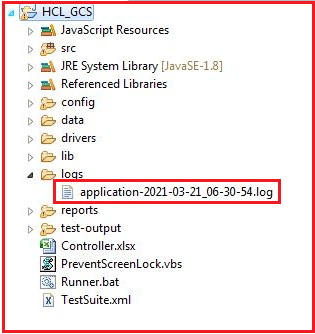 HCL_GCS
JavaScript Resources
src
JRE System Library [JavaSE-1.8]
Referenced Libraries
config
data
drivers
lib
logs
application-2021-03-21_06-30-54.log
reports
test-output
Controller.xlsx
PreventScreenLock.vbs
Runner.bat
TestSuite.xml